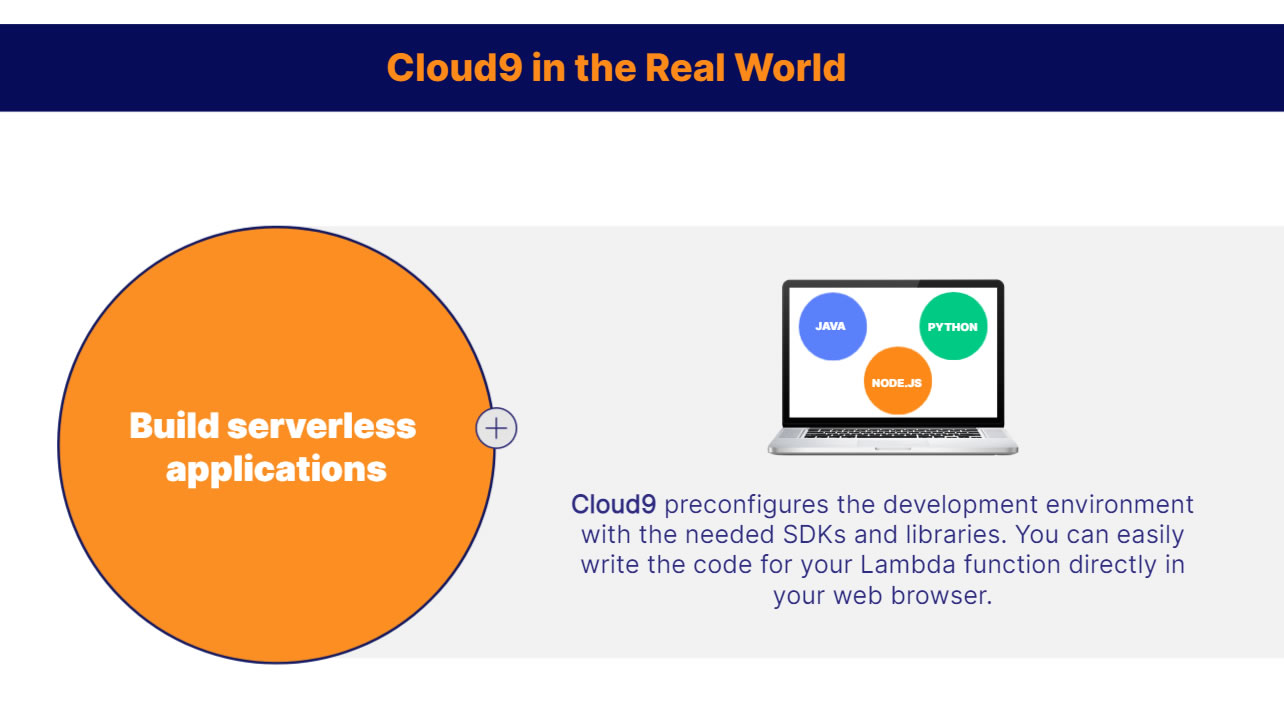 Cloud9 in the Real World
Build serverless
applications
JAVA
PYTHON
NODE.JS
Cloud9 preconfigures the development environment
with the needed SDKs and libraries. You can easily
write the code for your Lambda function directly in
your web browser.